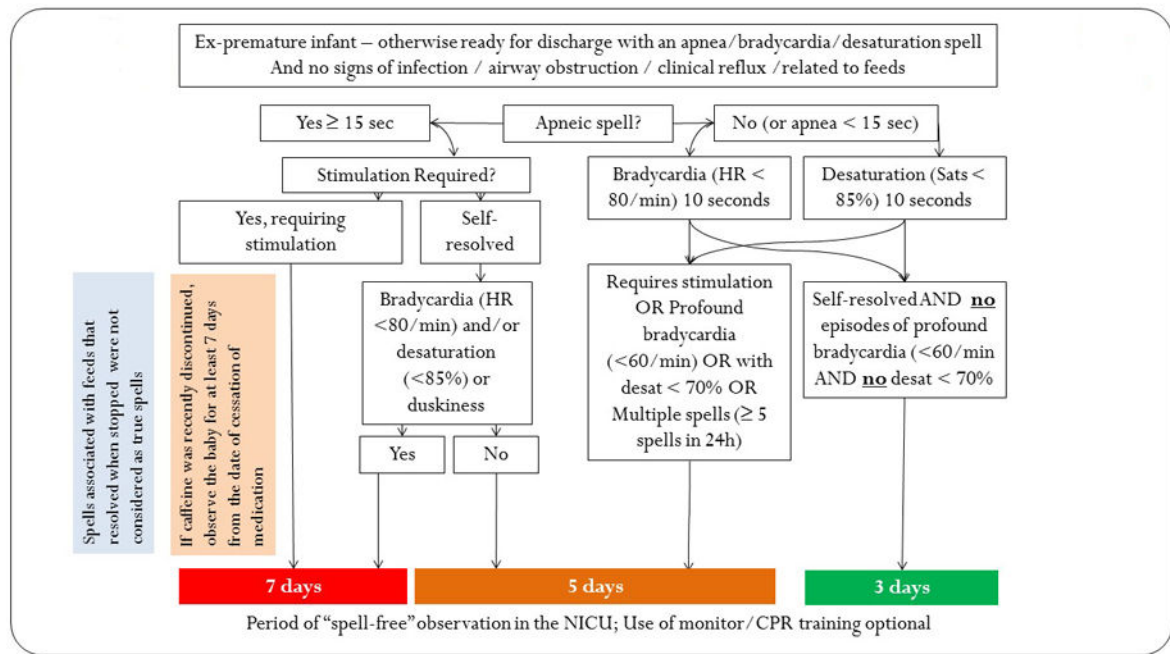 Ex-premature infant – otherwise ready for discharge with an apnea/bradycardia/desaturation spell
And no signs of infection / airway obstruction / clinical reflux /related to feeds
Yes ≥ 15 sec
Apneic spell?
No (or apnea < 15 sec)
Stimulation Required?
Bradycardia (HR <
80/min) 10 seconds
Desaturation (Sats <
85%) 10 seconds
Yes, requiring
stimulation
Self-
resolved
Bradycardia (HR
<80/min) and/or
desaturation
(<85%) or
duskiness
Requires stimulation
OR Profound
bradycardia
(<60/min) OR with
desat < 70% OR
Multiple spells (≥ 5
spells in 24h)
Self-resolved AND no
episodes of profound
bradycardia (<60/min
AND no desat < 70%
Yes
No
Spells associated with feeds that
resolved when stopped were not
considered as true spells
If caffeine was recently discontinued,
observe the baby for at least 7 days
from the date of cessation of
medication
7 days
5 days
3 days
Period of “spell-free” observation in the NICU; Use of monitor/CPR training optional